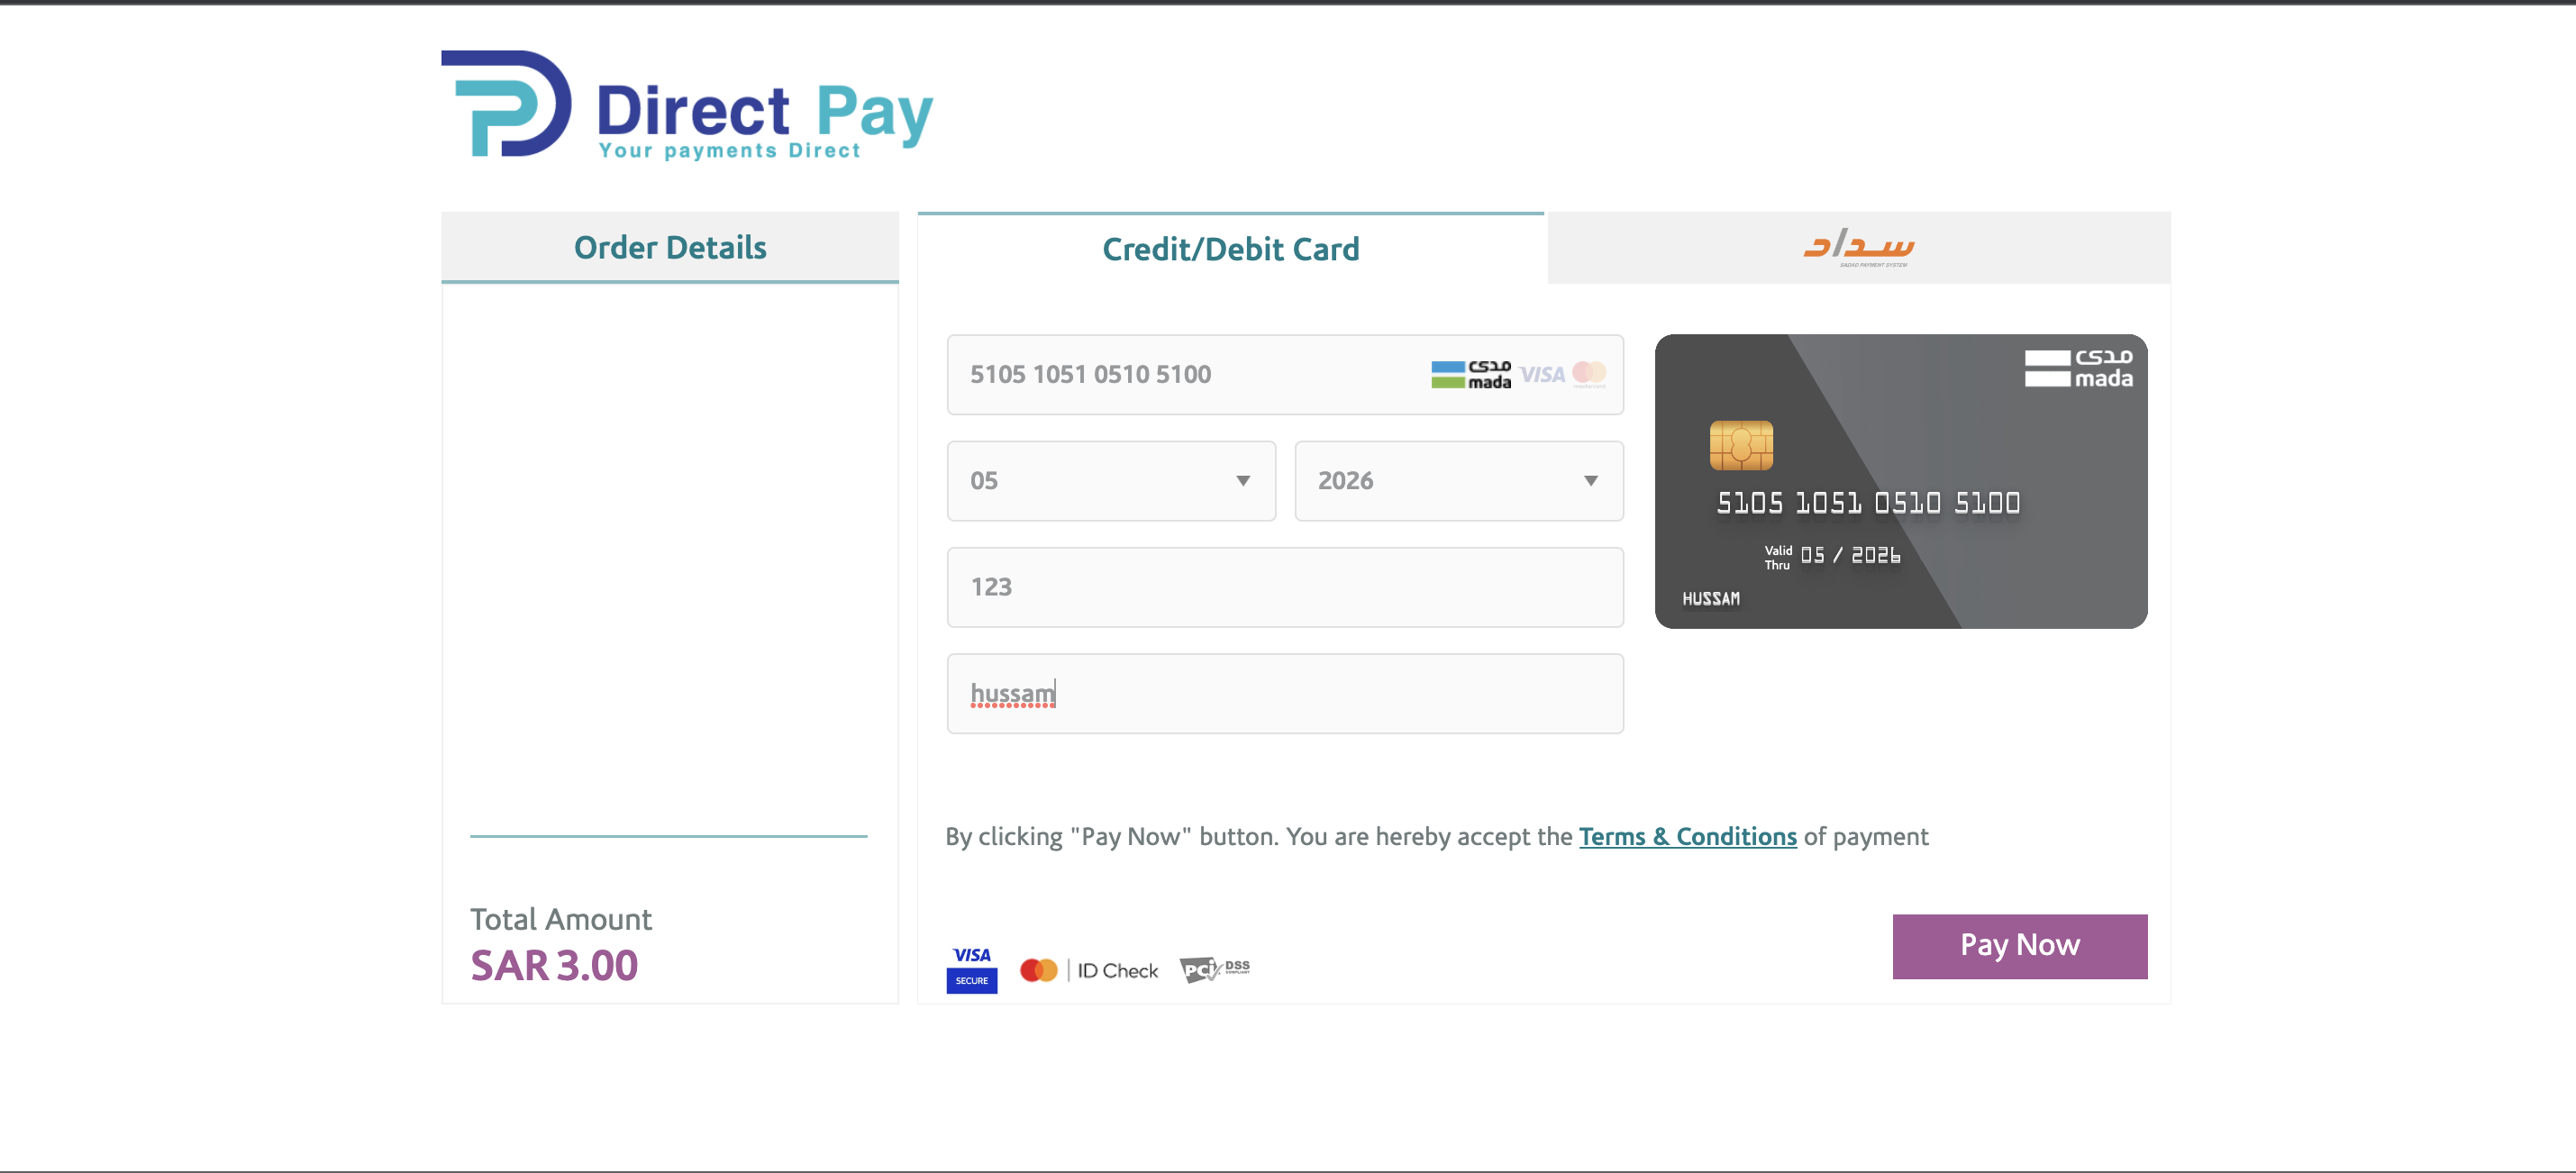 Direct Pay
Your payments Direct
Order Details
Credit/Debit Card
سداد
SADAD PAYMENT SYSTEM
5105 1051 0510 5100
مدى
mada
VISA
mastercard
05
2026
123
hussam
مدى
mada
5105 1051 0510 5100
Valid
Thru
05 / 2026
HUSSAM
By clicking "Pay Now" button. You are hereby accept the Terms & Conditions of payment
Total Amount
SAR 3.00
VISA
SECURE
ID Check
PCI DSS
COMPLIANT
Pay Now